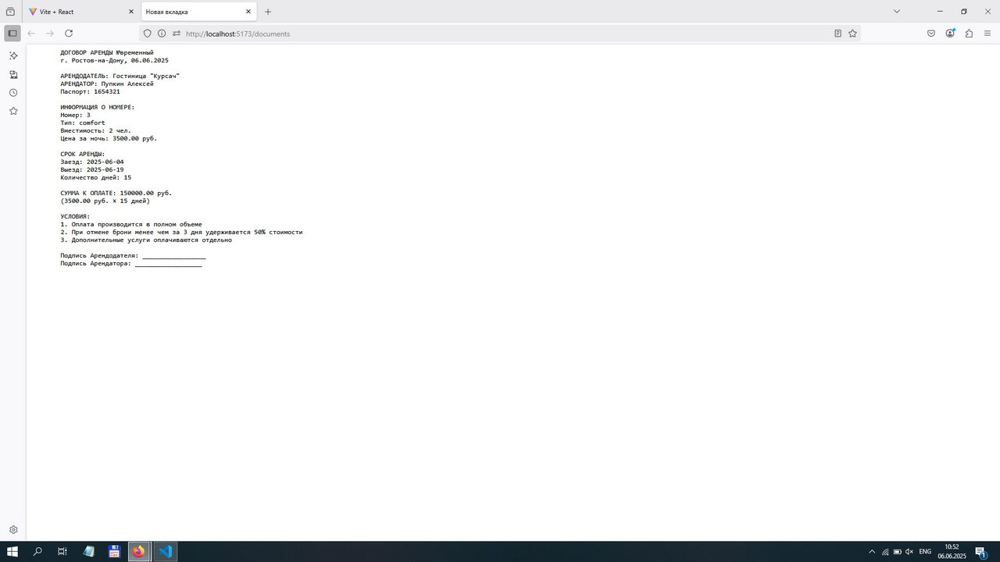 Vite + React
Новая вкладка
http://localhost:5173/documents
ДОГОВОР АРЕНДЫ №временный
г. Ростов-на-Дону, 06.06.2025
АРЕНДОДАТЕЛЬ: Гостиница "Курсач"
АРЕНДАТОР: Пупкин Алексей
Паспорт: 1654321
ИНФОРМАЦИЯ О НОМЕРЕ:
Номер: 3
Тип: comfort
Вместимость: 2 чел.
Цена за ночь: 3500.00 руб.
СРОК АРЕНДЫ:
Заезд: 2025-06-04
Выезд: 2025-06-19
Количество дней: 15
СУММА К ОПЛАТЕ: 150000.00 руб.
(3500.00 руб. × 15 дней)
УСЛОВИЯ:
1. Оплата производится в полном объеме
2. При отмене брони менее чем за 3 дня удерживается 50% стоимости
3. Дополнительные услуги оплачиваются отдельно
Подпись Арендодателя: _________________
Подпись Арендатора: __________________
ENG
10:52
06.06.2025
1